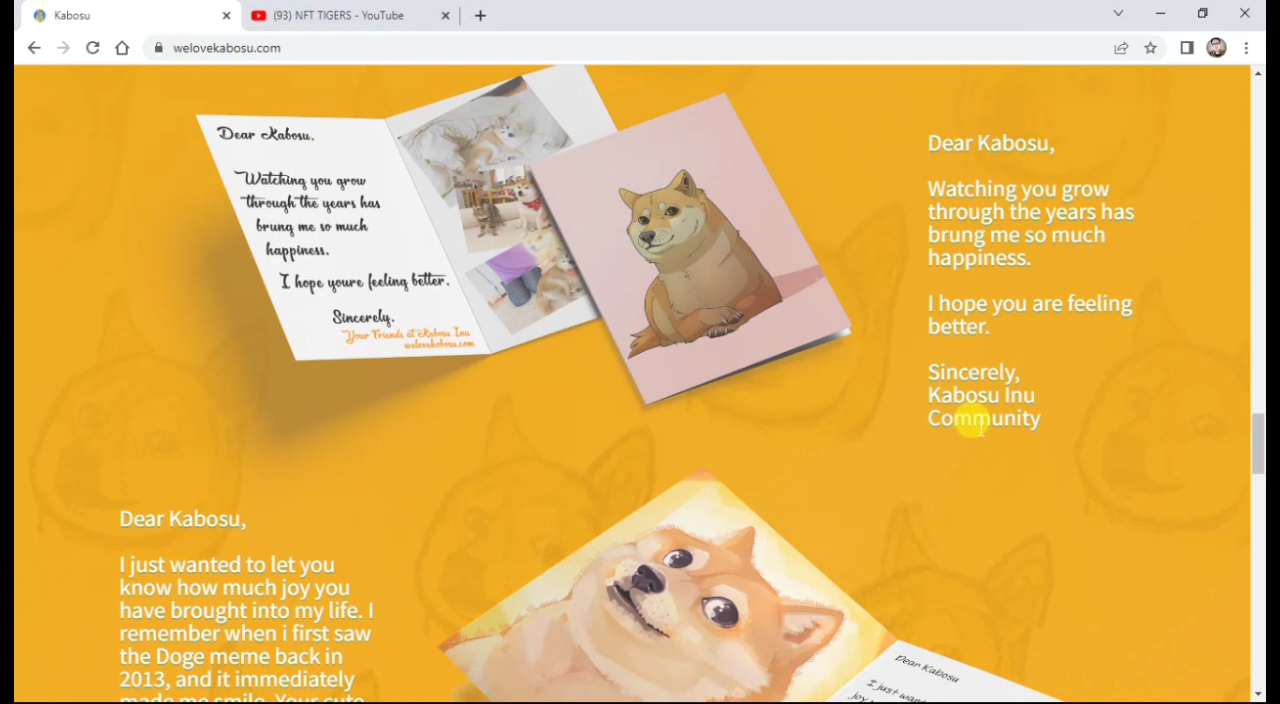 Kabosu
(93) NFT TIGERS - YouTube
welovekabosu.com
Dear Kabosu.
Watching you grow
through the years has
brung me so much
happiness.
I hope youre feeling better.
Sincerely.
Your Friends at Kabosu Inu
welovekabosu.com
Dear Kabosu,
Watching you grow
through the years has
brung me so much
happiness.
I hope you are feeling
better.
Sincerely,
Kabosu Inu
Community
Dear Kabosu,
I just wanted to let you
know how much joy you
have brought into my life. I
remember when i first saw
the Doge meme back in
2013, and it immediately
made me smile. Your cute
Dear Kabosu
I just want
joy